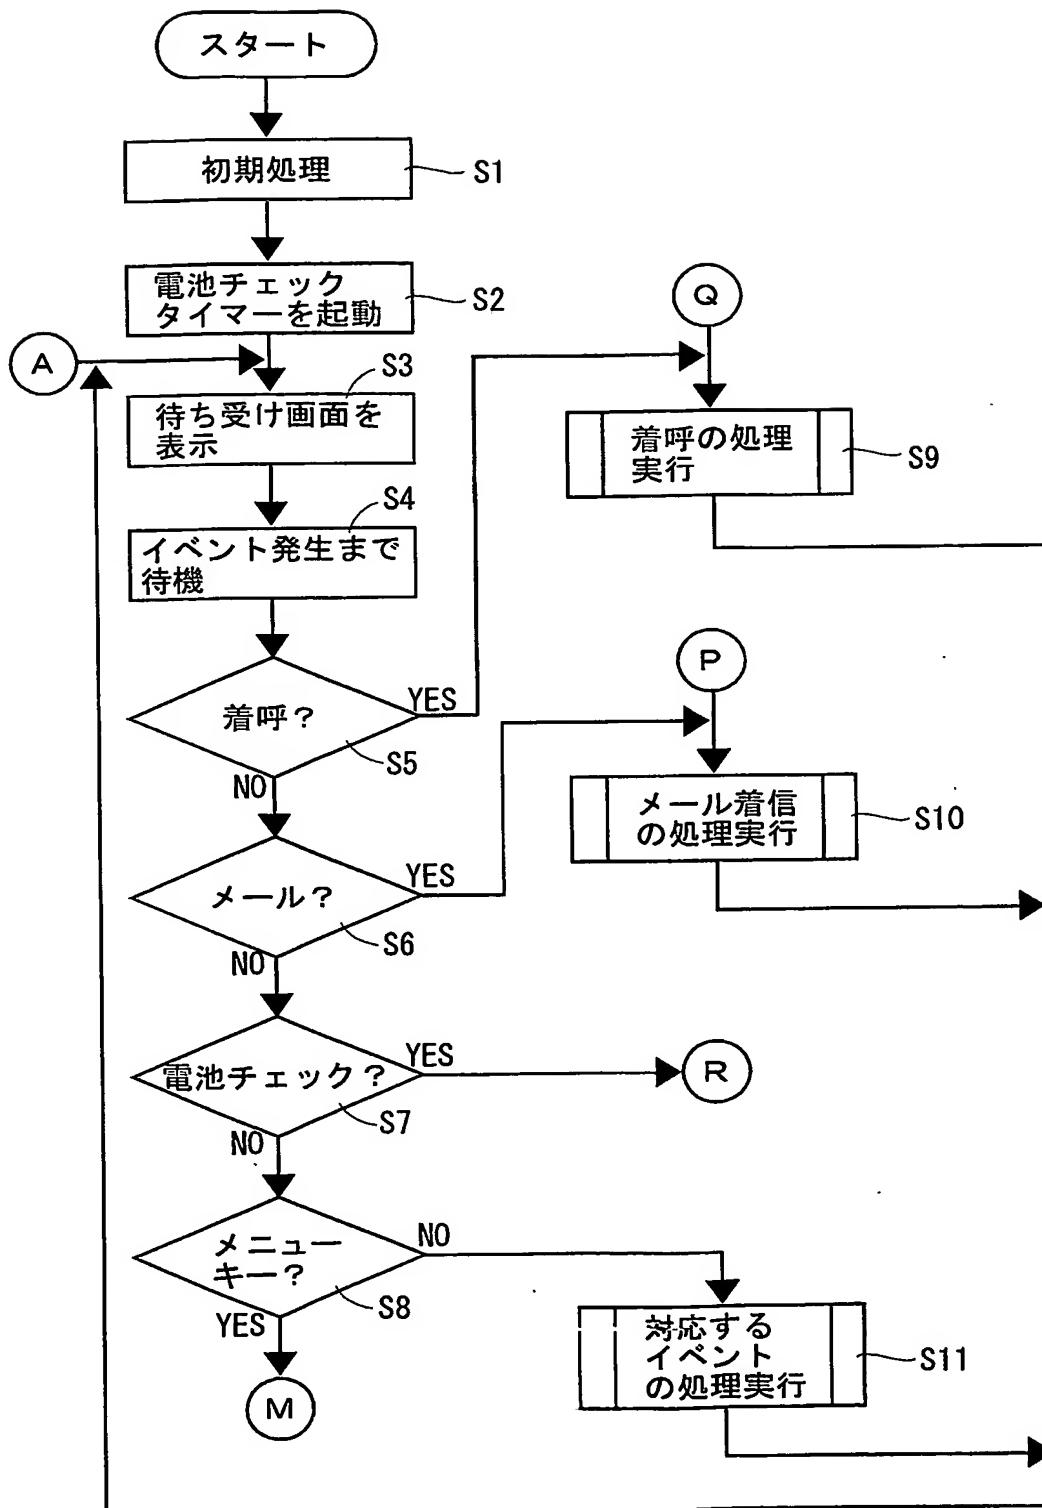 スタート
初期処理
S1
電池チェック
タイマーを起動
S2
Q
A
S3
待ち受け画面を
表示
着呼の処理
実行
S9
S4
イベント発生まで
待機
P
着呼?
YES
S5
NO
メール着信
の処理実行
S10
メール?
YES
S6
NO
電池チェック?
YES
R
S7
NO
メニュー
キー?
NO
S8
YES
対応する
イベント
の処理実行
S11
M